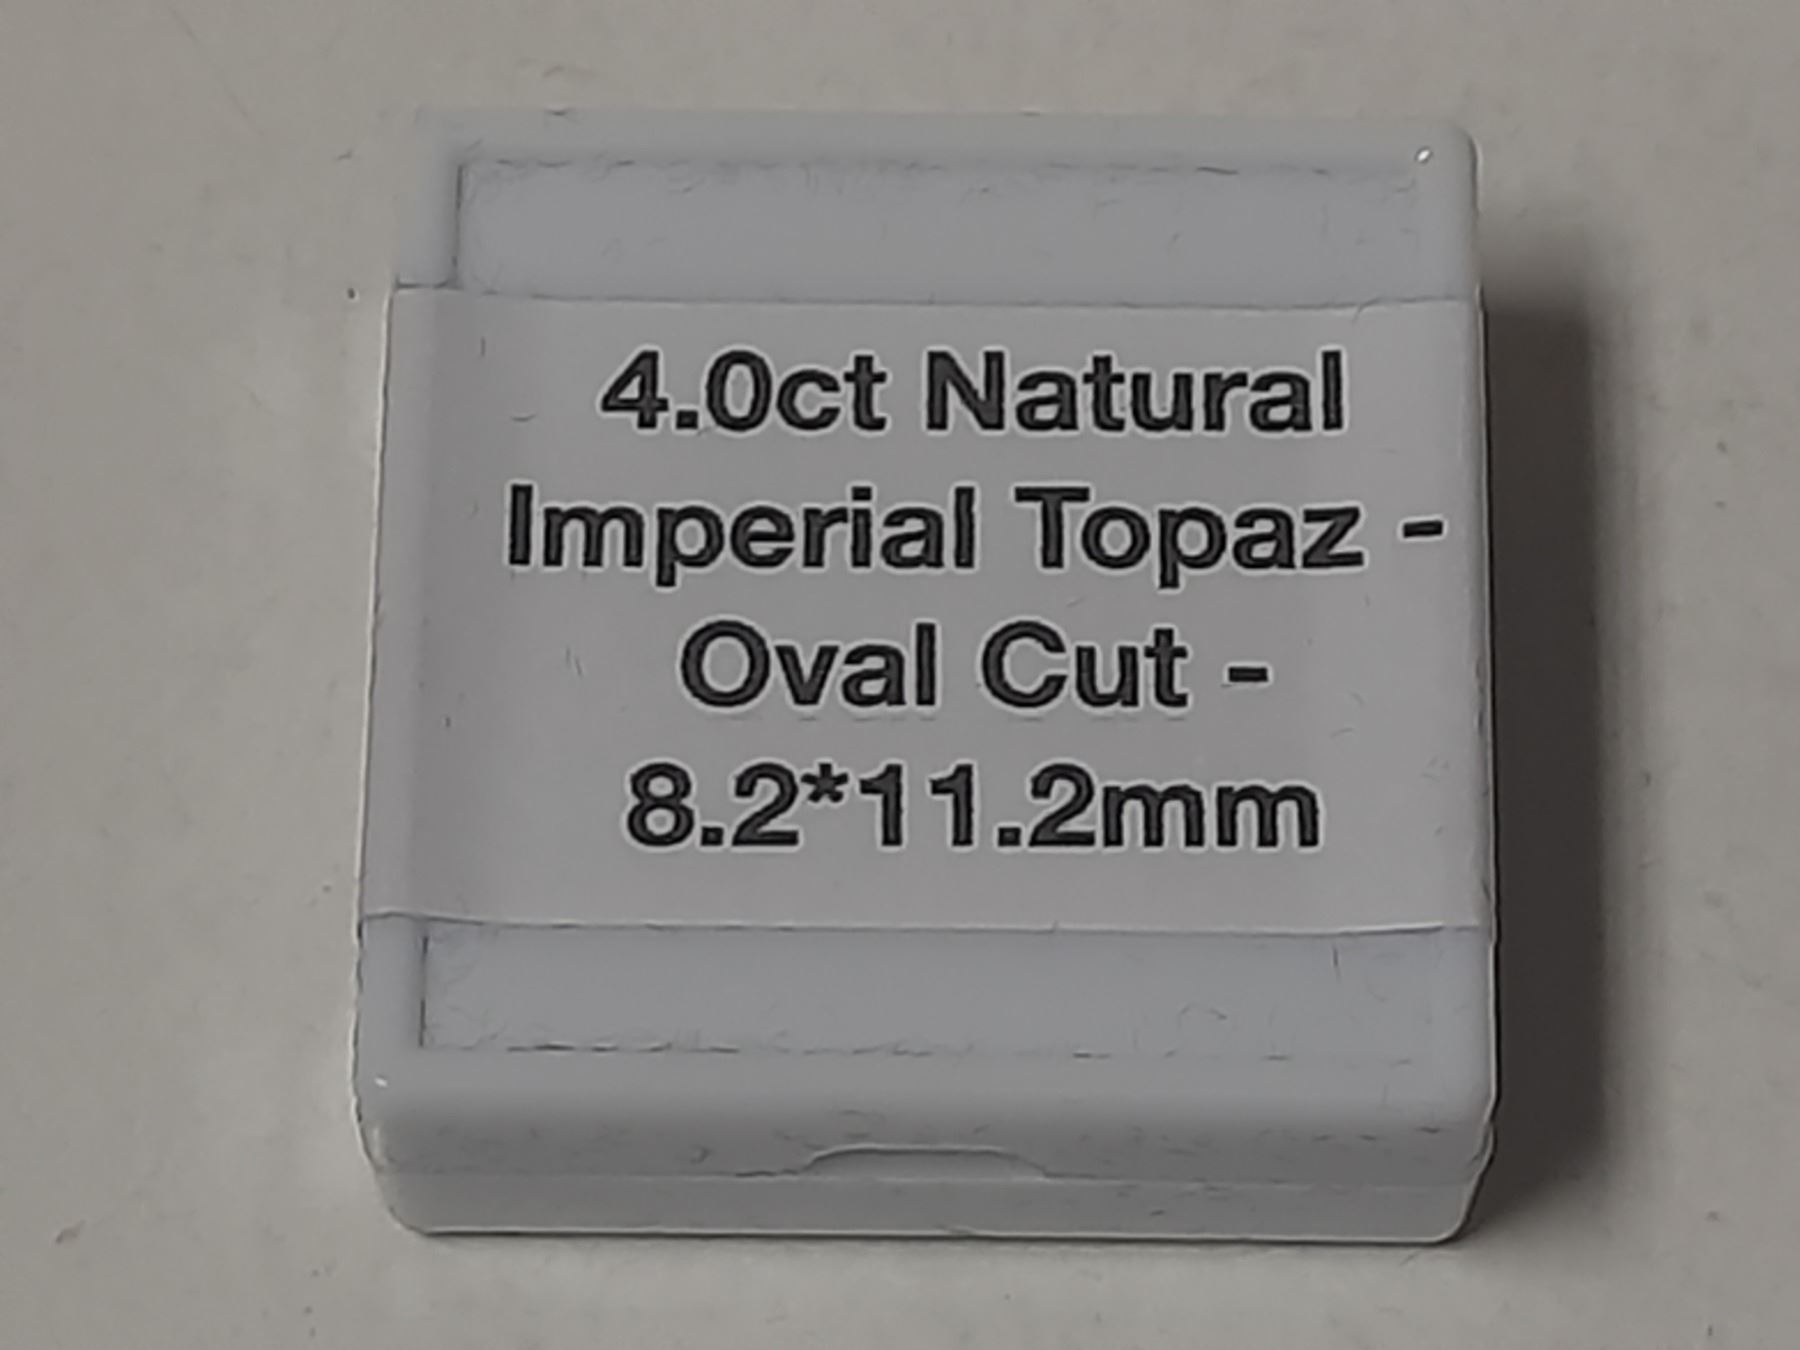 4.0ct Natural
Imperial Topaz -
Oval Cut -
8.2*11.2mm